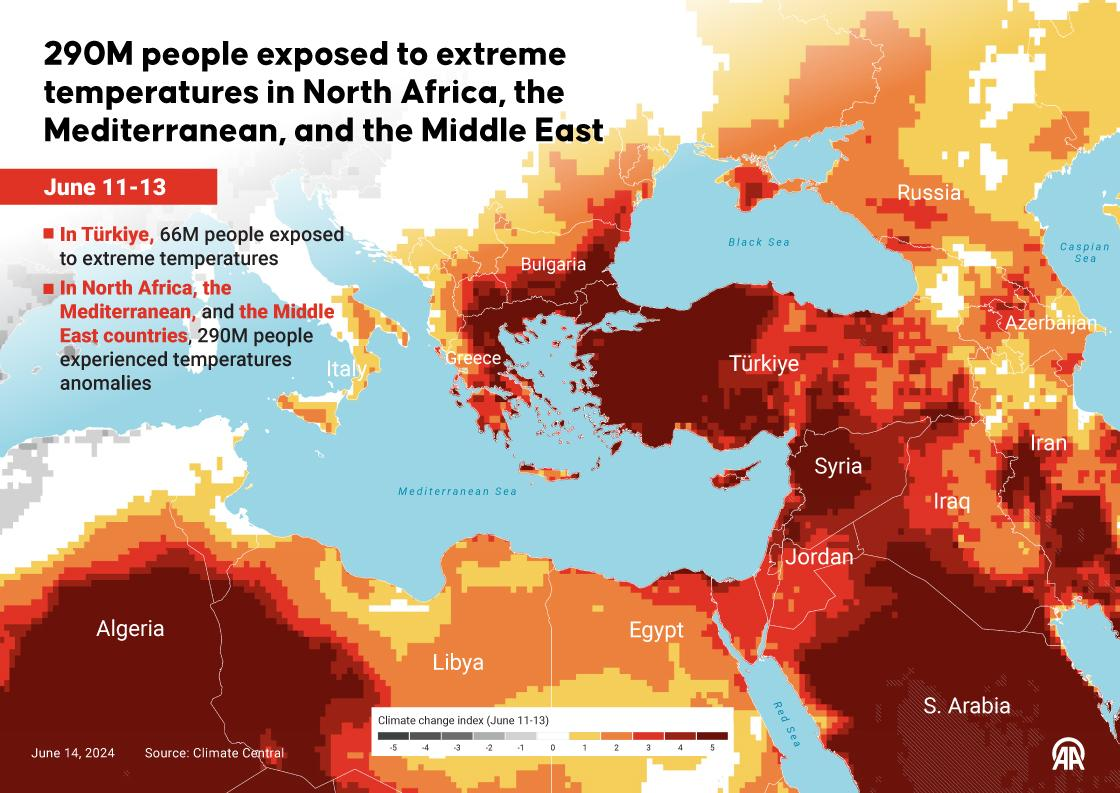 290M people exposed to extreme
temperatures in North Africa, the
Mediterranean, and the Middle East
June 11-13
In Türkiye, 66M people exposed
to extreme temperatures
In North Africa, the
Mediterranean, and the Middle
East countries, 290M people
experienced temperatures
anomalies
Russia
Black Sea
Caspian
Sea
Bulgaria
Azerbaijan
Greece
Italy
Türkiye
Iran
Syria
Mediterranean Sea
Iraq
Jordan
Algeria
Egypt
Libya
S. Arabia
Red Sea
Climate change index (June 11-13)
-5 -4 -3 -2 -1 0 1 2 3 4 5
June 14, 2024 Source: Climate Central
AA